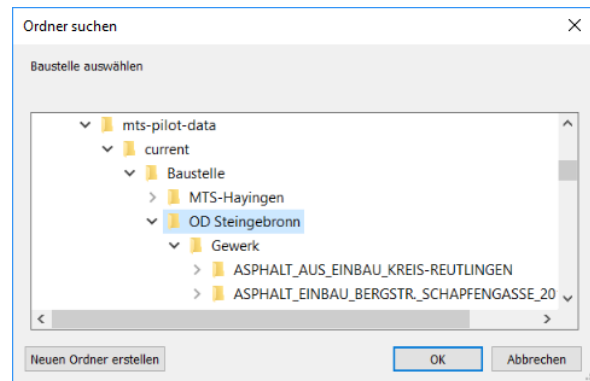 Ordner suchen
Baustelle auswählen
mts-pilot-data
current
Baustelle
MTS-Hayingen
OD Steingebronn
Gewerk
ASPHALT_AUS_EINBAU_KREIS-REUTLINGEN
ASPHALT_EINBAU_BERGSTR._SCHAPFENGASSE_20
Neuen Ordner erstellen
OK
Abbrechen